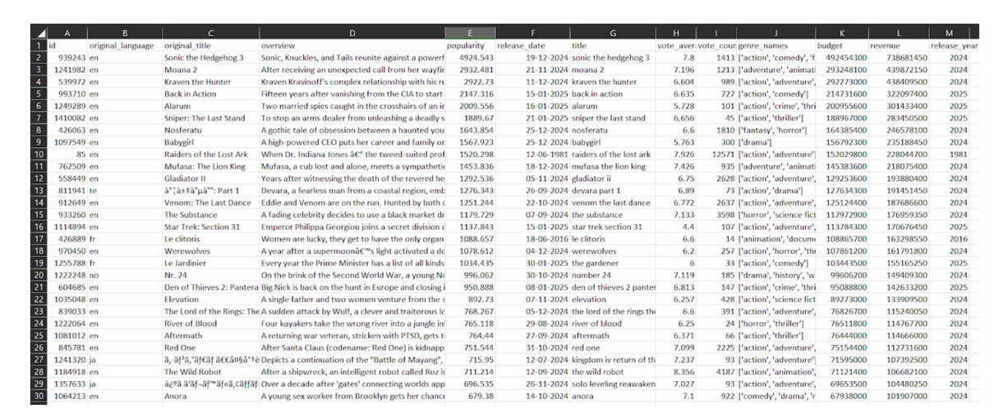 A B C D E F G H I J K L M
1 id original_language original_title overview popularity release_date title vote_aver vote_coun genre_names budget revenue release_year
2 939243 en Sonic the Hedgehog 3 Sonic, Knuckles, and Tails reunite against a powerf 4924.543 19-12-2024 sonic the hedgehog 3 7.8 1413 ['action', 'comedy', 'f 492454300 738681450 2024
3 1241982 en Moana 2 After receiving an unexpected call from her wayfir 2932.481 21-11-2024 moana 2 7.196 1213 ['adventure', 'animati 293248100 439872150 2024
4 539972 en Kraven the Hunter Kraven Kravinoff's complex relationship with his ru 2922.73 11-12-2024 kraven the hunter 6.604 989 ['action', 'adventure', 292273000 438409500 2024
5 993710 en Back in Action Fifteen years after vanishing from the CIA to start 2147.316 15-01-2025 back in action 6.635 727 ['action', 'comedy'] 214731600 322097400 2025
6 1249289 en Alarum Two married spies caught in the crosshairs of an ir 2009.556 16-01-2025 alarum 5.728 101 ['action', 'crime', 'thri 200955600 301433400 2025
7 1410082 en Sniper: The Last Stand To stop an arms dealer from unleashing a deadly s 1889.67 21-01-2025 sniper the last stand 6.656 45 ['action', 'thriller'] 188967000 283450500 2025
8 426063 en Nosferatu A gothic tale of obsession between a haunted you 1643.854 25-12-2024 nosferatu 6.6 1810 ['fantasy', 'horror'] 164385400 246578100 2024
9 1097549 en Babygirl A high-powered CEO puts her career and family or 1567.923 25-12-2024 babygirl 5.763 300 ['drama'] 156792300 235188450 2024
10 85 en Raiders of the Lost Ark When Dr. Indiana Jones â€“ the tweed-suited prof 1520.298 12-06-1981 raiders of the lost ark 7.926 12571 ['action', 'adventure'] 152029800 228044700 1981
11 762509 en Mufasa: The Lion King Mufasa, a cub lost and alone, meets a sympatheti 1453.836 18-12-2024 mufasa the lion king 7.426 935 ['adventure', 'animati 145383600 218075400 2024
12 558449 en Gladiator II Years after witnessing the death of the revered he 1292.536 05-11-2024 gladiator ii 6.75 2628 ['action', 'adventure', 129253600 193880400 2024
13 811941 te : Part 1 Devara, a fearless man from a coastal region, emb 1276.343 26-09-2024 devara part 1 6.89 73 ['action', 'drama'] 127634300 191451450 2024
14 912649 en Venom: The Last Dance Eddie and Venom are on the run. Hunted by both o 1251.244 22-10-2024 venom the last dance 6.772 2637 ['action', 'adventure', 125124400 187686600 2024
15 933260 en The Substance A fading celebrity decides to use a black market dr 1179.729 07-09-2024 the substance 7.133 3598 ['horror', 'science fict 117972900 176959350 2024
16 1114894 en Star Trek: Section 31 Emperor Philippa Georgiou joins a secret division o 1137.843 15-01-2025 star trek section 31 4.4 107 ['action', 'adventure', 113784300 170676450 2025
17 426889 fr Le clitoris Women are lucky, they get to have the only organ 1088.657 18-06-2016 le clitoris 6.6 14 ['animation', 'docume 108865700 163298550 2016
18 970450 en Werewolves A year after a supermoonâ€™s light activated a do 1078.612 04-12-2024 werewolves 6.2 257 ['action', 'horror', 'thr 107861200 161791800 2024
19 1255788 fr Le Jardinier Every year the Prime Minister has a list of all kinds 1034.435 30-01-2025 the gardener 6 33 ['action', 'comedy'] 103443500 155165250 2025
20 1222248 no Nr. 24 On the brink of the Second World War, a young No 996.062 30-10-2024 number 24 7.119 185 ['drama', 'history', 'w 99606200 149409300 2024
21 604685 en Den of Thieves 2: Pantera Big Nick is back on the hunt in Europe and closing i 950.888 08-01-2025 den of thieves 2 panter 6.813 147 ['action', 'crime', 'thri 95088800 142633200 2025
22 1035048 en Elevation A single father and two women venture from the s 892.73 07-11-2024 elevation 6.257 428 ['action', 'science fict 89273000 133909500 2024
23 839033 en The Lord of the Rings: The A sudden attack by Wulf, a clever and traitorous lo 768.267 05-12-2024 the lord of the rings the 6.6 391 ['action', 'adventure', 76826700 115240050 2024
24 1222064 en River of Blood Four kayakers take the wrong river into a jungle in 765.118 29-08-2024 river of blood 6.25 24 ['horror', 'thriller'] 76511800 114767700 2024
25 1081012 en Aftermath A returning war veteran, stricken with PTSD, gets t 764.44 27-09-2024 aftermath 6.371 66 ['action', 'thriller'] 76444000 114666000 2024
26 845781 en Red One After Santa Claus (codename: Red One) is kidnapp 751.544 31-10-2024 red one 7.099 2225 ['action', 'adventure', 75154400 112731600 2024
27 1241320 ja Depicts a continuation of the "Battle of Mayang", 715.95 12-07-2024 kingdom iv return of th 7.237 93 ['action', 'adventure'] 71595000 107392500 2024
28 1184918 en The Wild Robot After a shipwreck, an intelligent robot called Roz is 711.214 12-09-2024 the wild robot 8.356 4187 ['action', 'animation', 71121400 106682100 2024
29 1357633 ja Over a decade after 'gates' connecting worlds app 696.535 26-11-2024 solo leveling reawaken 7.027 93 ['action', 'adventure', 69653500 104480250 2024
30 1064213 en Anora A young sex worker from Brooklyn gets her chance 679.38 14-10-2024 anora 7.1 922 ['comedy', 'drama', 'r 67938000 101907000 2024